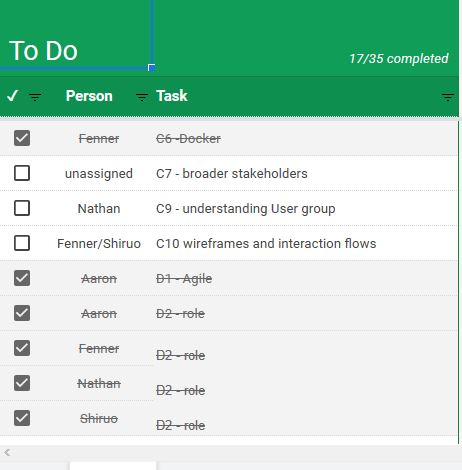 To Do
17/35 completed
✓ Person Task
Fenner C6 -Docker
unassigned C7 - broader stakeholders
Nathan C9 - understanding User group
Fenner/Shiruo C10 wireframes and interaction flows
Aaron D1 - Agile
Aaron D2 - role
Fenner D2 - role
Nathan D2 - role
Shiruo D2 - role